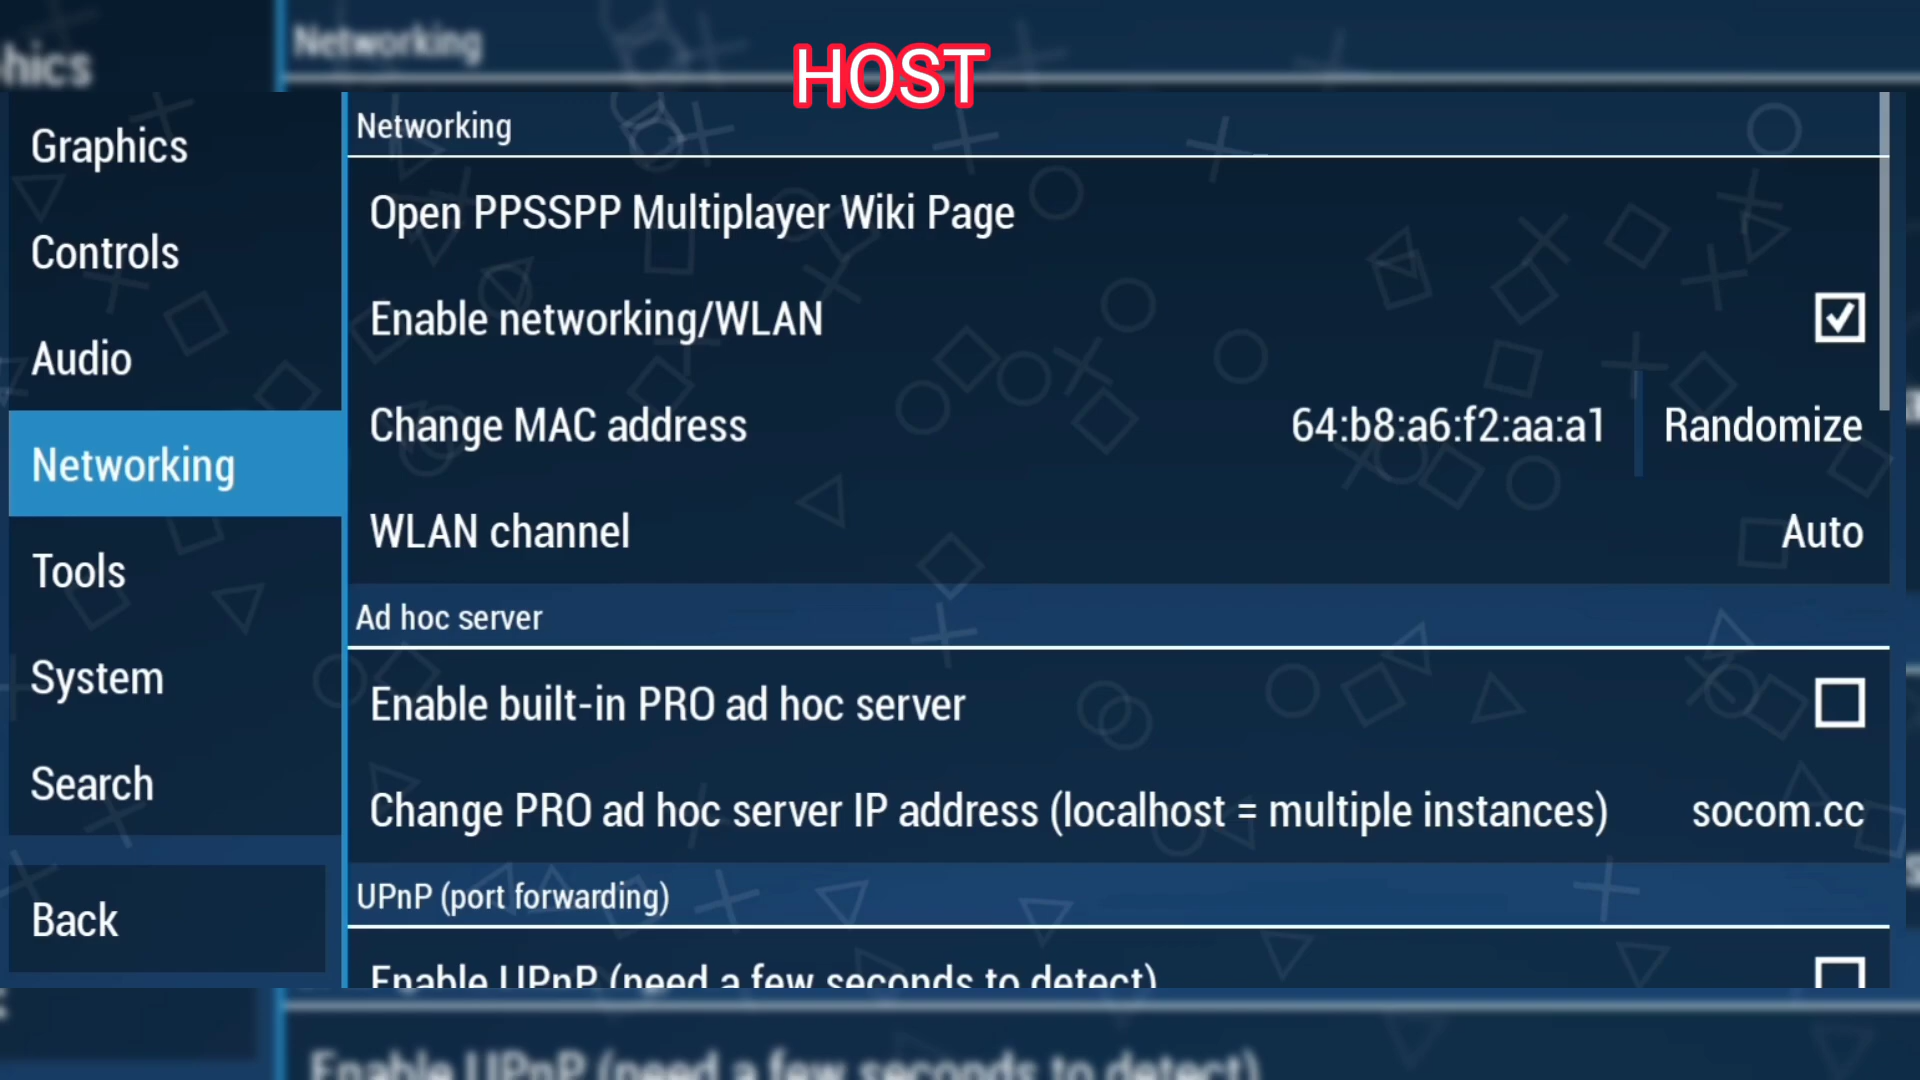 hics
Networking
HOST
Graphics
Controls
Audio
Networking
Tools
System
Search
Back
Networking
Open PPSSPP Multiplayer Wiki Page
Enable networking/WLAN
Change MAC address 64:b8:a6:f2:aa:a1 Randomize
WLAN channel Auto
Ad hoc server
Enable built-in PRO ad hoc server
Change PRO ad hoc server IP address (localhost = multiple instances) socom.cc
UPnP (port forwarding)
Enable UPnP (need a few seconds to detect)
Enable UPnP (need a few seconds to detect)